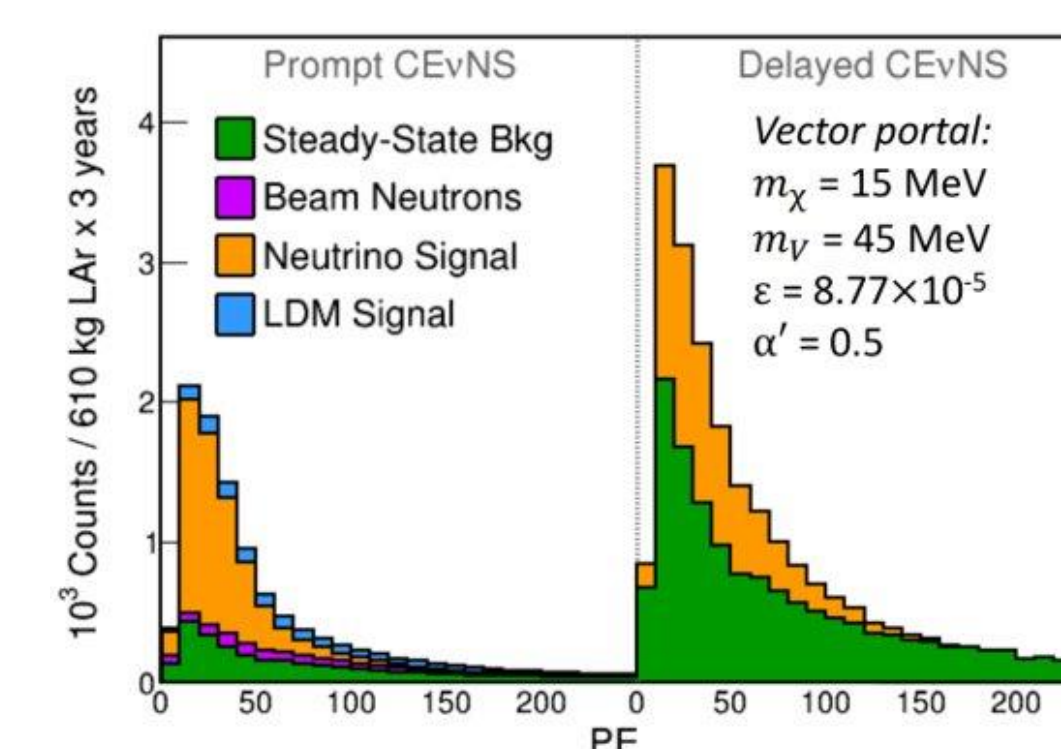 Prompt CEνNS
Delayed CEνNS
Steady-State Bkg
Beam Neutrons
Neutrino Signal
LDM Signal
Vector portal:
mχ = 15 MeV
mV = 45 MeV
ε = 8.77×10⁻⁵
α′ = 0.5
10³ Counts / 610 kg LAr x 3 years
4
3
2
1
0
0 50 100 150 200 0 50 100 150 200
PE